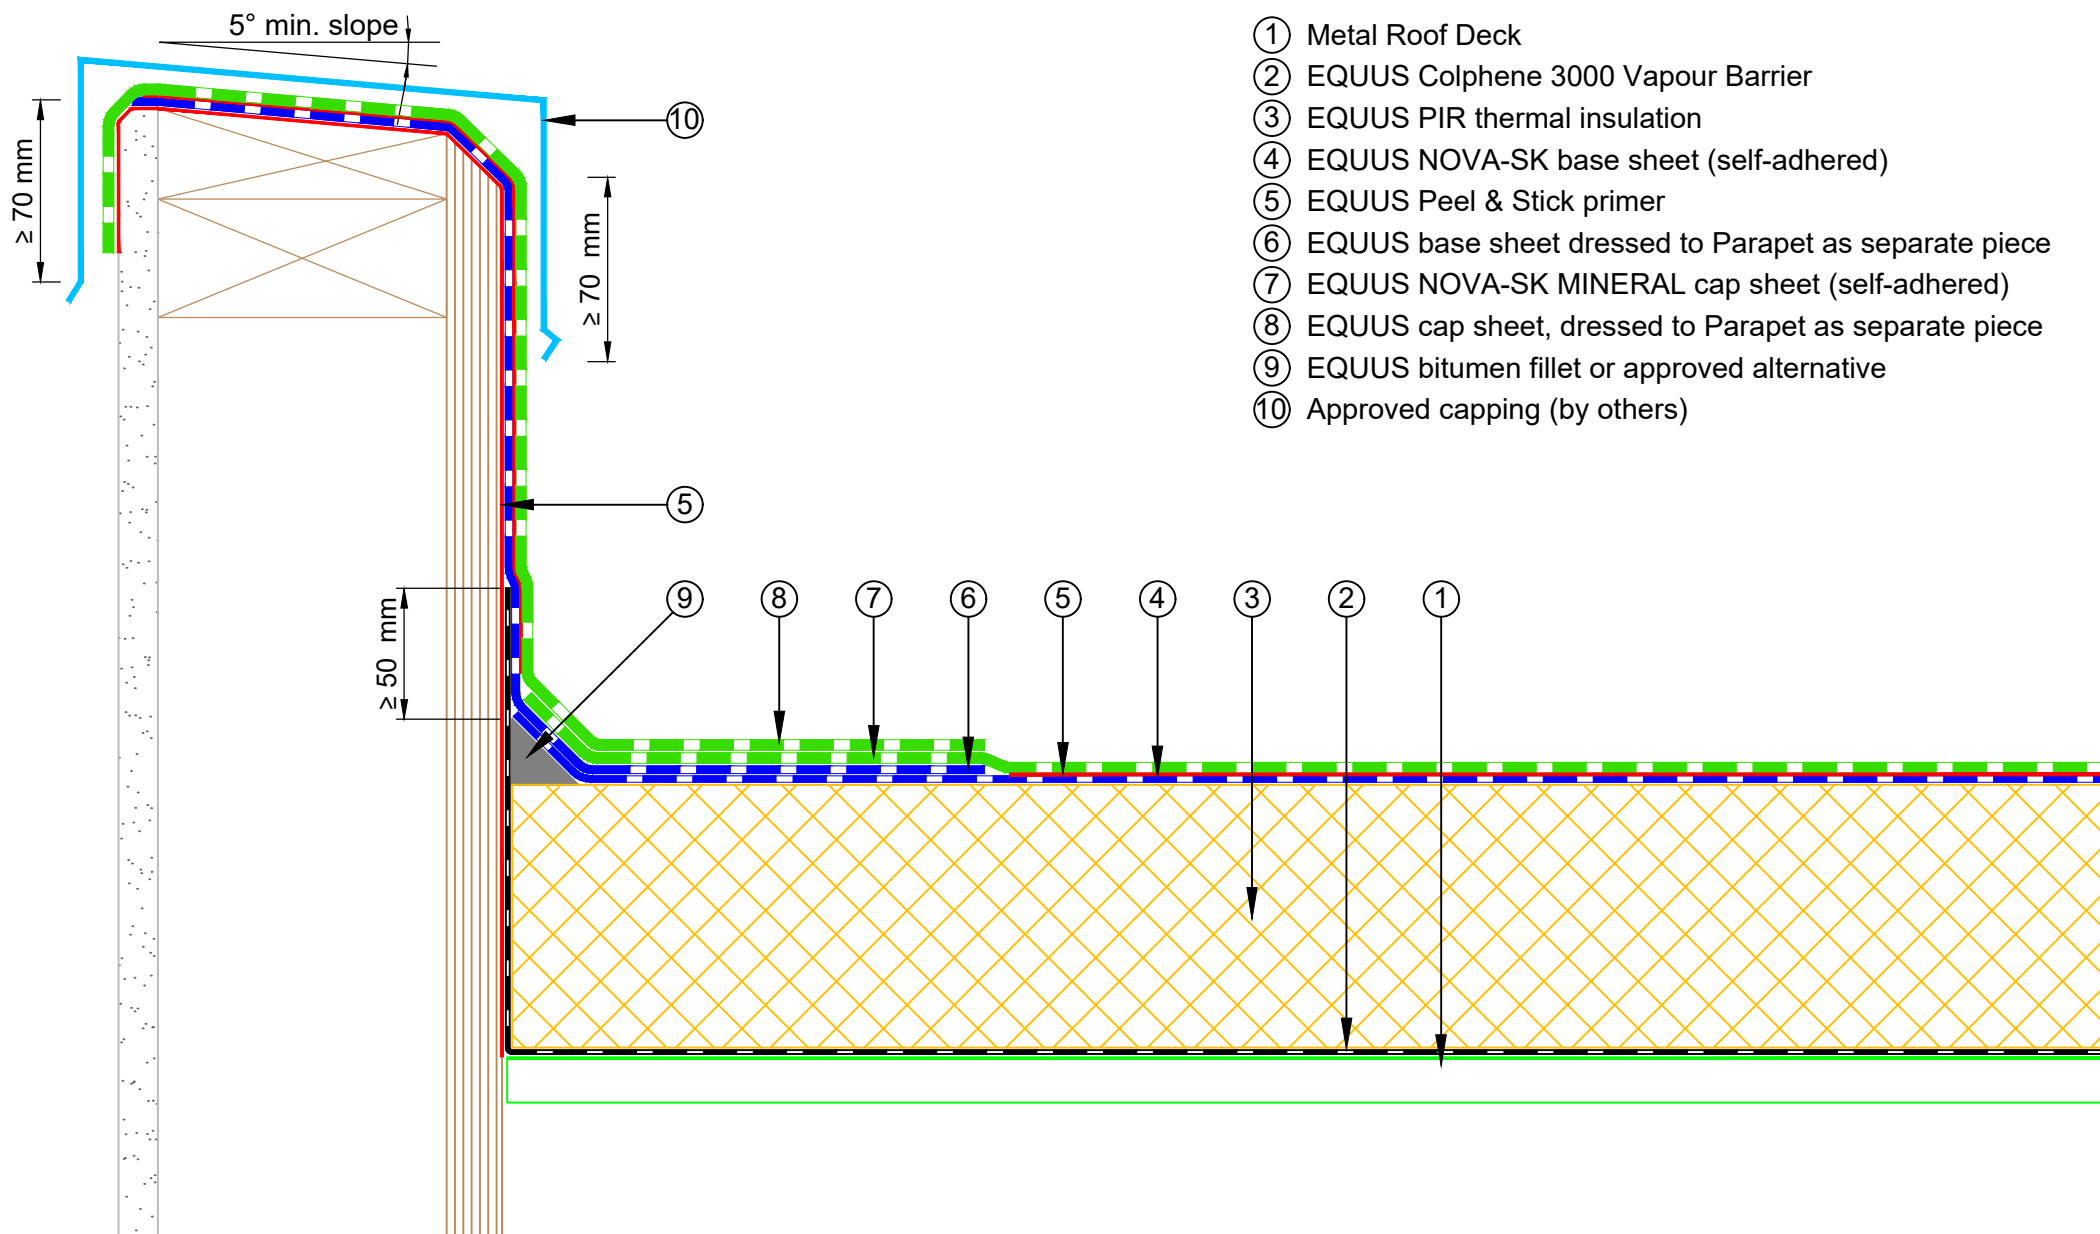 5° min. slope
① Metal Roof Deck
② EQUUS Colphene 3000 Vapour Barrier
③ EQUUS PIR thermal insulation
④ EQUUS NOVA-SK base sheet (self-adhered)
⑤ EQUUS Peel & Stick primer
⑥ EQUUS base sheet dressed to Parapet as separate piece
⑦ EQUUS NOVA-SK MINERAL cap sheet (self-adhered)
⑧ EQUUS cap sheet, dressed to Parapet as separate piece
⑨ EQUUS bitumen fillet or approved alternative
⑩ Approved capping (by others)
⑩
≥ 70 mm
≥ 70 mm
⑤
≥ 50 mm
⑨ ⑧ ⑦ ⑥ ⑤ ④ ③ ② ①